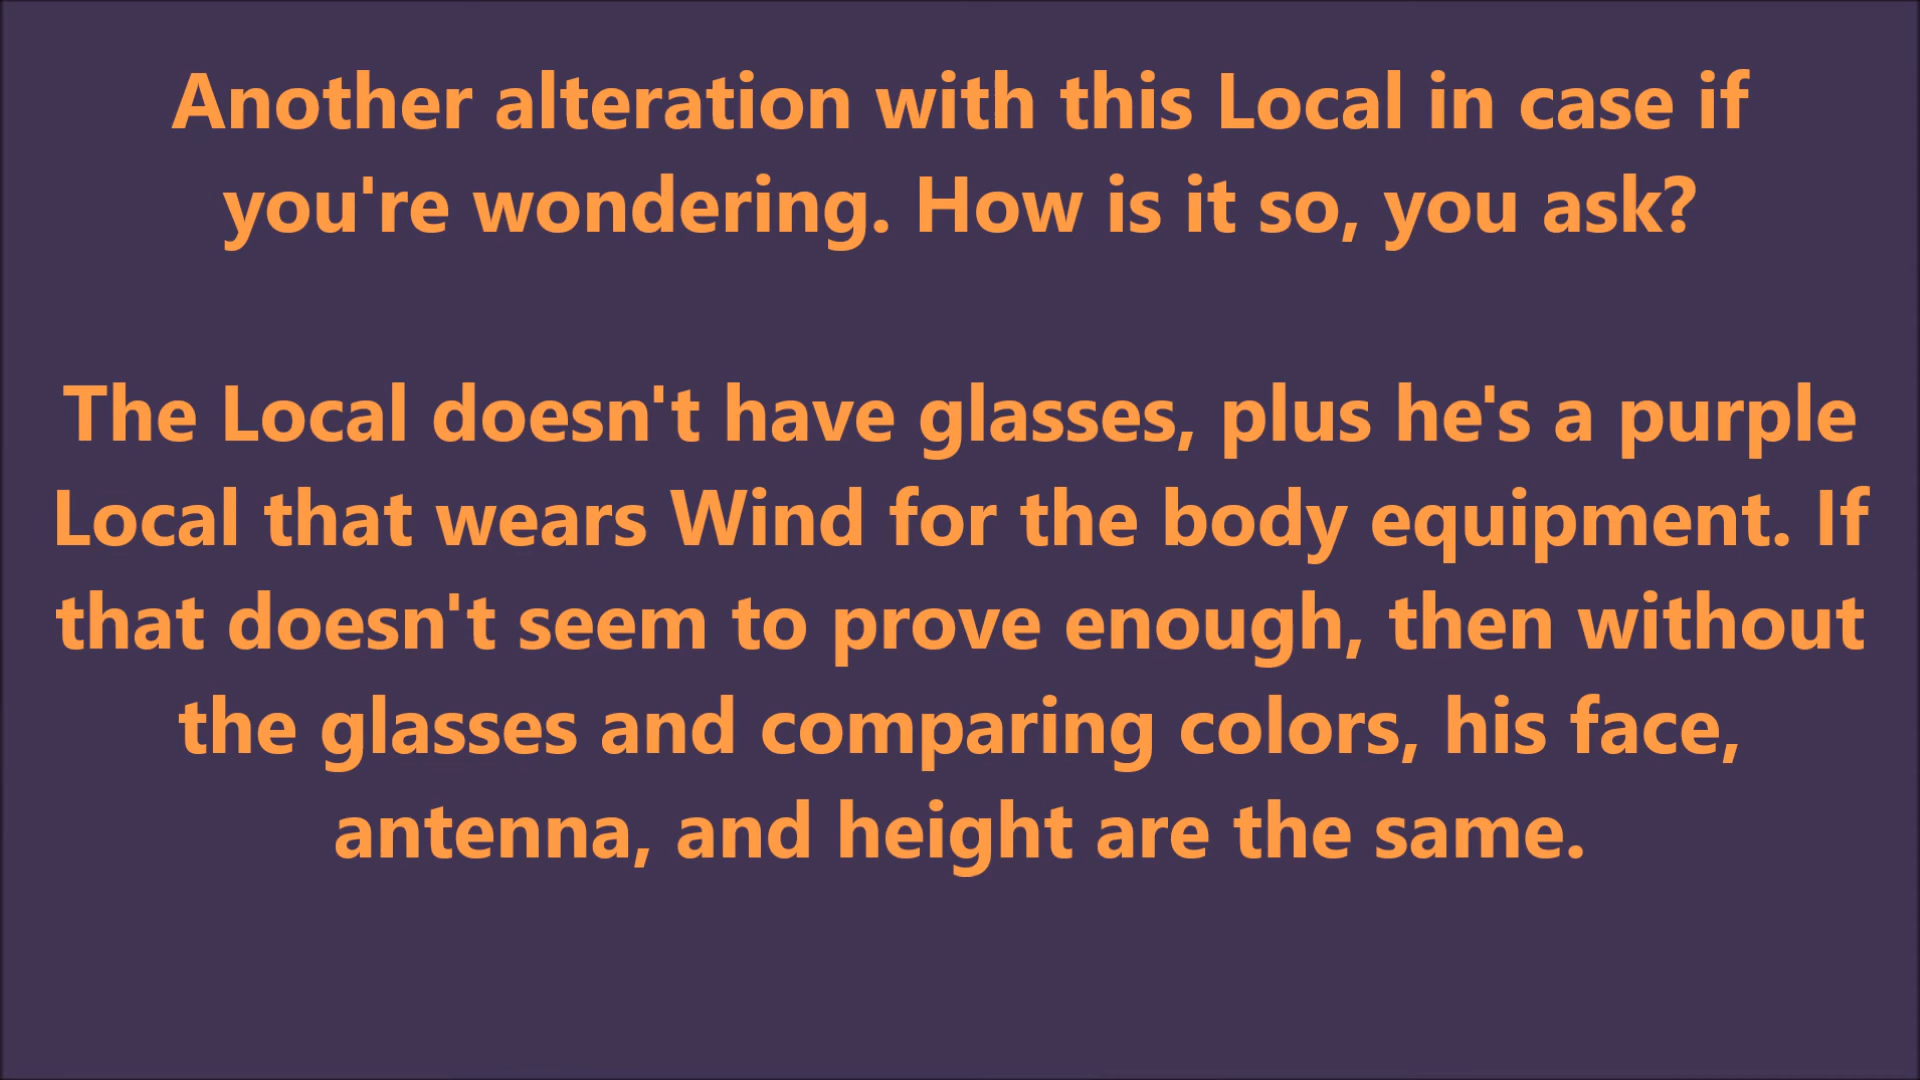 Another alteration with this Local in case if
you're wondering. How is it so, you ask?
The Local doesn't have glasses, plus he's a purple
Local that wears Wind for the body equipment. If
that doesn't seem to prove enough, then without
the glasses and comparing colors, his face,
antenna, and height are the same.